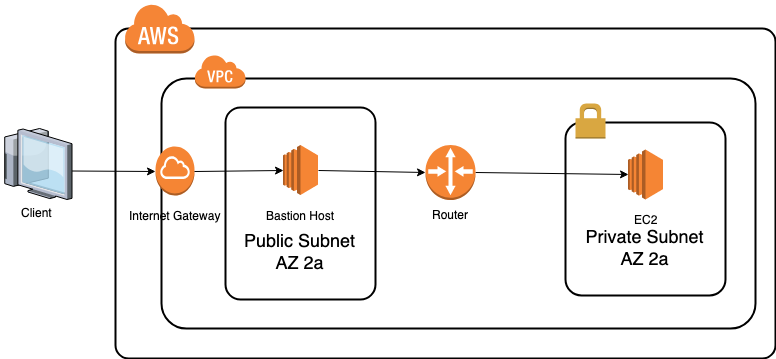 AWS
VPC
Client
Internet Gateway
Bastion Host
Public Subnet
AZ 2a
Router
EC2
Private Subnet
AZ 2a